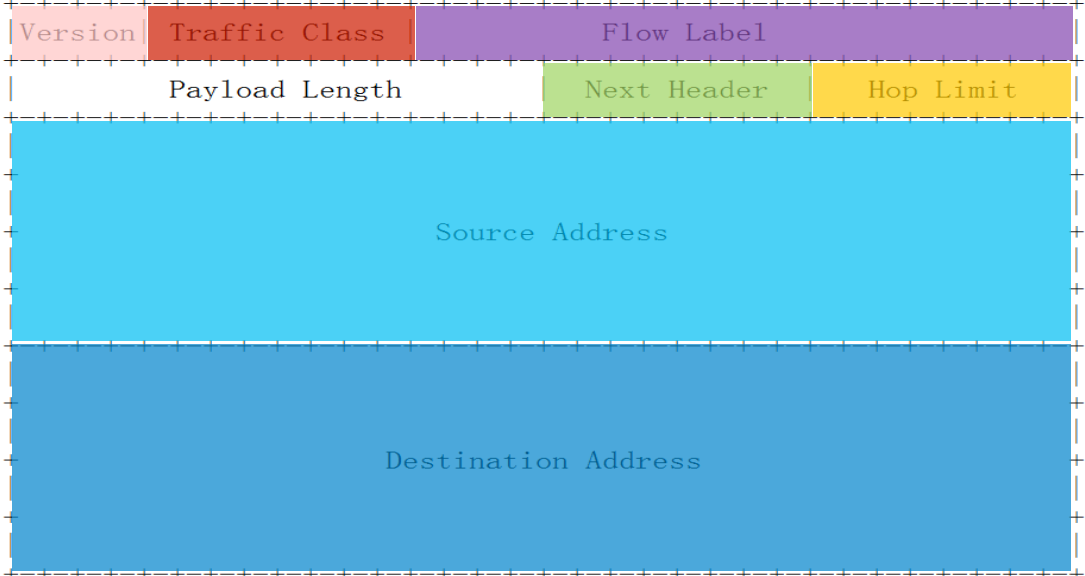 Version Traffic Class Flow Label
Payload Length Next Header Hop Limit
Source Address
Destination Address